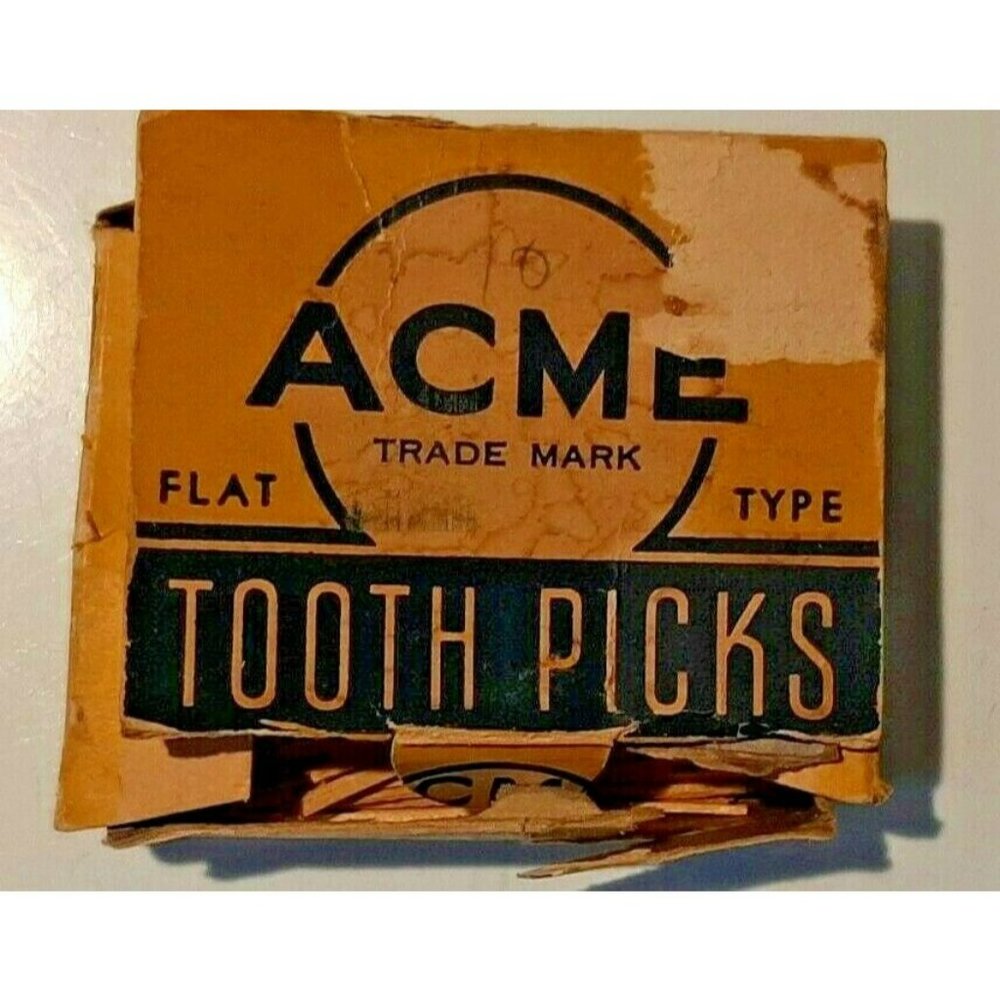 ACME
TRADE MARK
FLAT TYPE
TOOTH PICKS